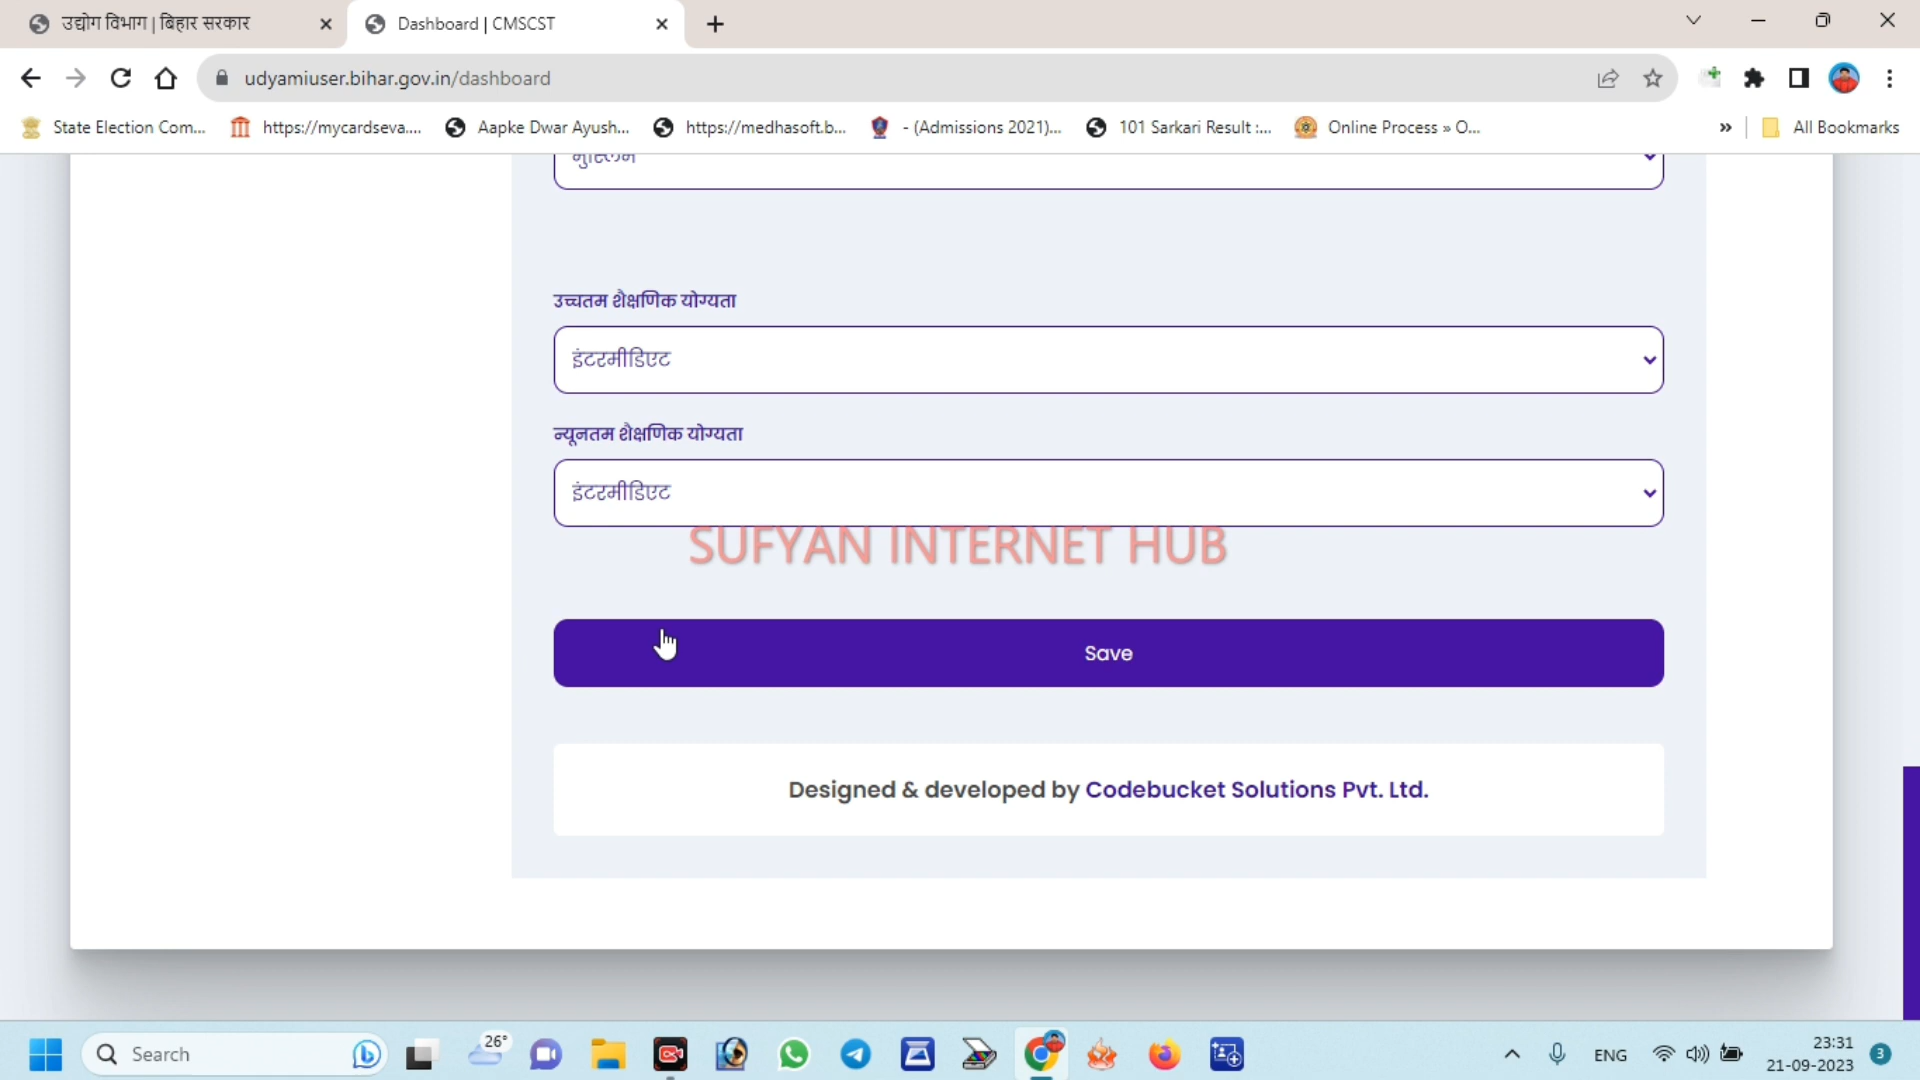 उद्योग विभाग | बिहार सरकार
Dashboard | CMSCST
udyamiuser.bihar.gov.in/dashboard
State Election Com...
https://mycardseva....
Aapke Dwar Ayush...
https://medhasoft.b...
- (Admissions 2021)...
101 Sarkari Result :...
Online Process » O...
»
All Bookmarks
मुस्लिम
उच्चतम शैक्षणिक योग्यता
इंटरमीडिएट
न्यूनतम शैक्षणिक योग्यता
इंटरमीडिएट
SUFYAN INTERNET HUB
Save
Designed & developed by Codebucket Solutions Pvt. Ltd.
Search
26°
ENG
23:31
21-09-2023
3